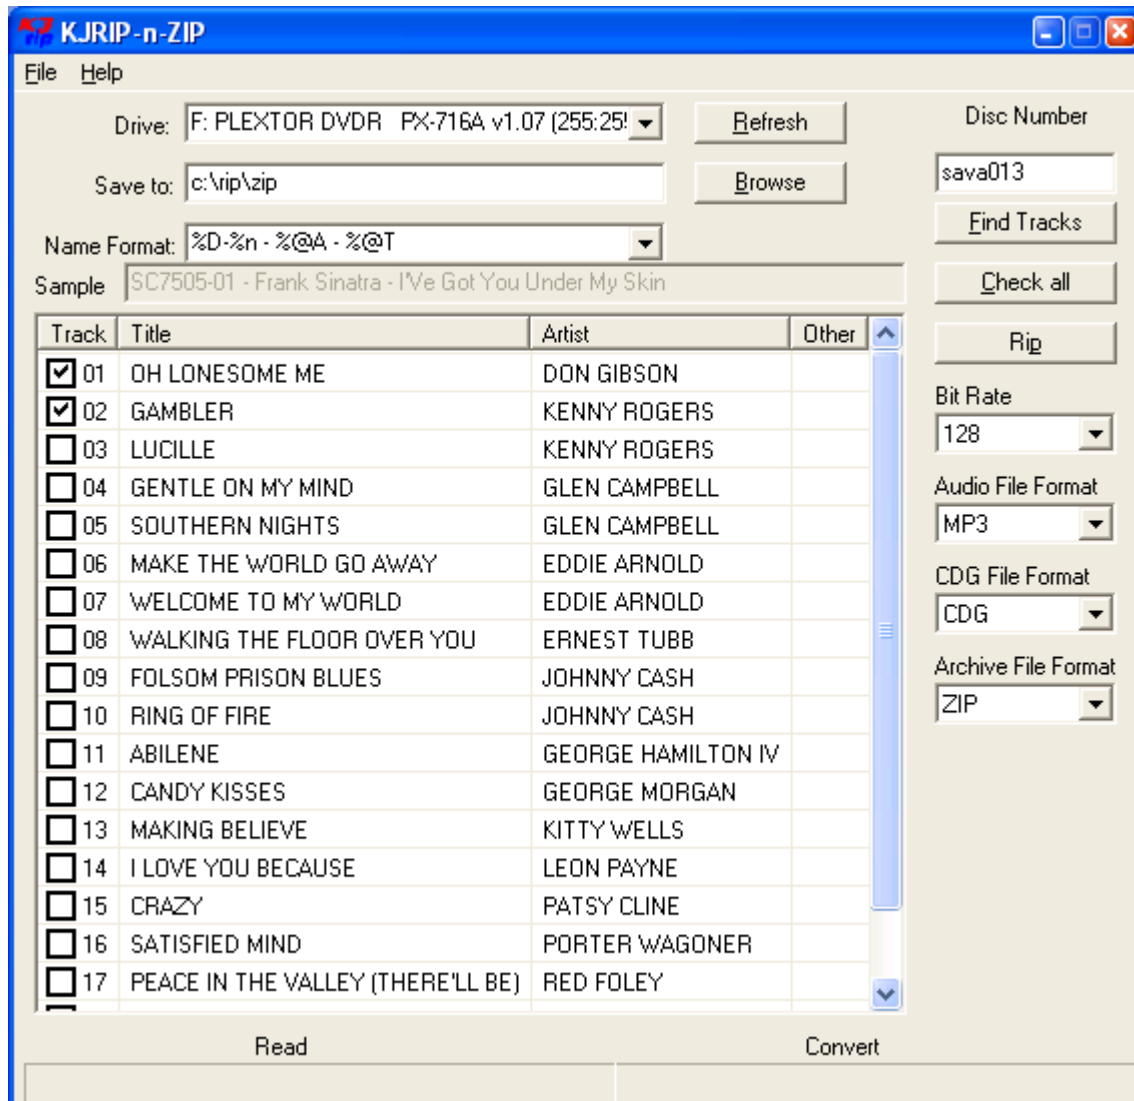 KJ rip KJRIP-n-ZIP
File Help
Drive: F: PLEXTOR DVDR PX-716A v1.07 (255:25! Refresh Disc Number
Save to: c:\rip\zip Browse sava013
Name Format: %D-%n - %@A - %@T Find Tracks
Sample SC7505-01 - Frank Sinatra - I'Ve Got You Under My Skin Check all
Track Title Artist Other Rip
01 OH LONESOME ME DON GIBSON
Bit Rate
02 GAMBLER KENNY ROGERS
128
03 LUCILLE KENNY ROGERS
04 GENTLE ON MY MIND GLEN CAMPBELL Audio File Format
05 SOUTHERN NIGHTS GLEN CAMPBELL MP3
06 MAKE THE WORLD GO AWAY EDDIE ARNOLD CDG File Format
07 WELCOME TO MY WORLD EDDIE ARNOLD CDG
08 WALKING THE FLOOR OVER YOU ERNEST TUBB
09 FOLSOM PRISON BLUES JOHNNY CASH Archive File Format
10 RING OF FIRE JOHNNY CASH ZIP
11 ABILENE GEORGE HAMILTON IV
12 CANDY KISSES GEORGE MORGAN
13 MAKING BELIEVE KITTY WELLS
14 I LOVE YOU BECAUSE LEON PAYNE
15 CRAZY PATSY CLINE
16 SATISFIED MIND PORTER WAGONER
17 PEACE IN THE VALLEY (THERE'LL BE) RED FOLEY
Read Convert